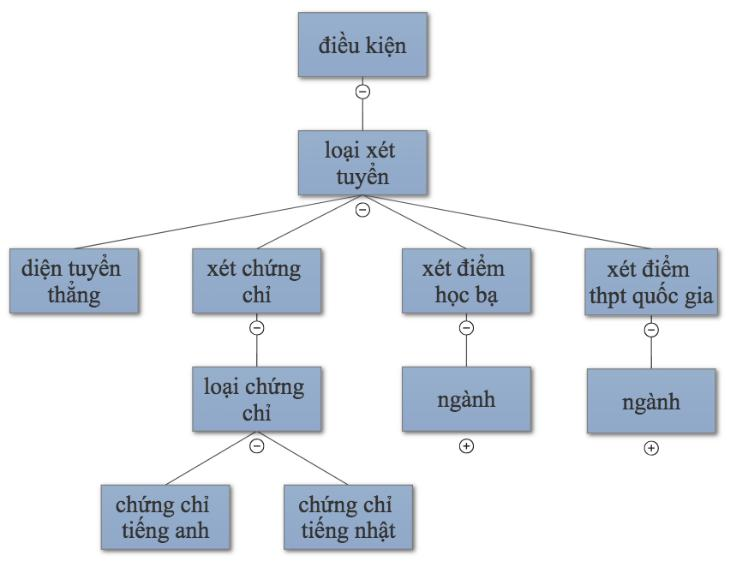 điều kiện
loại xét
tuyển
diện tuyển
thẳng
xét chứng
chỉ
xét điểm
học bạ
xét điểm
thpt quốc gia
loại chứng
chỉ
ngành
ngành
chứng chỉ
tiếng anh
chứng chỉ
tiếng nhật